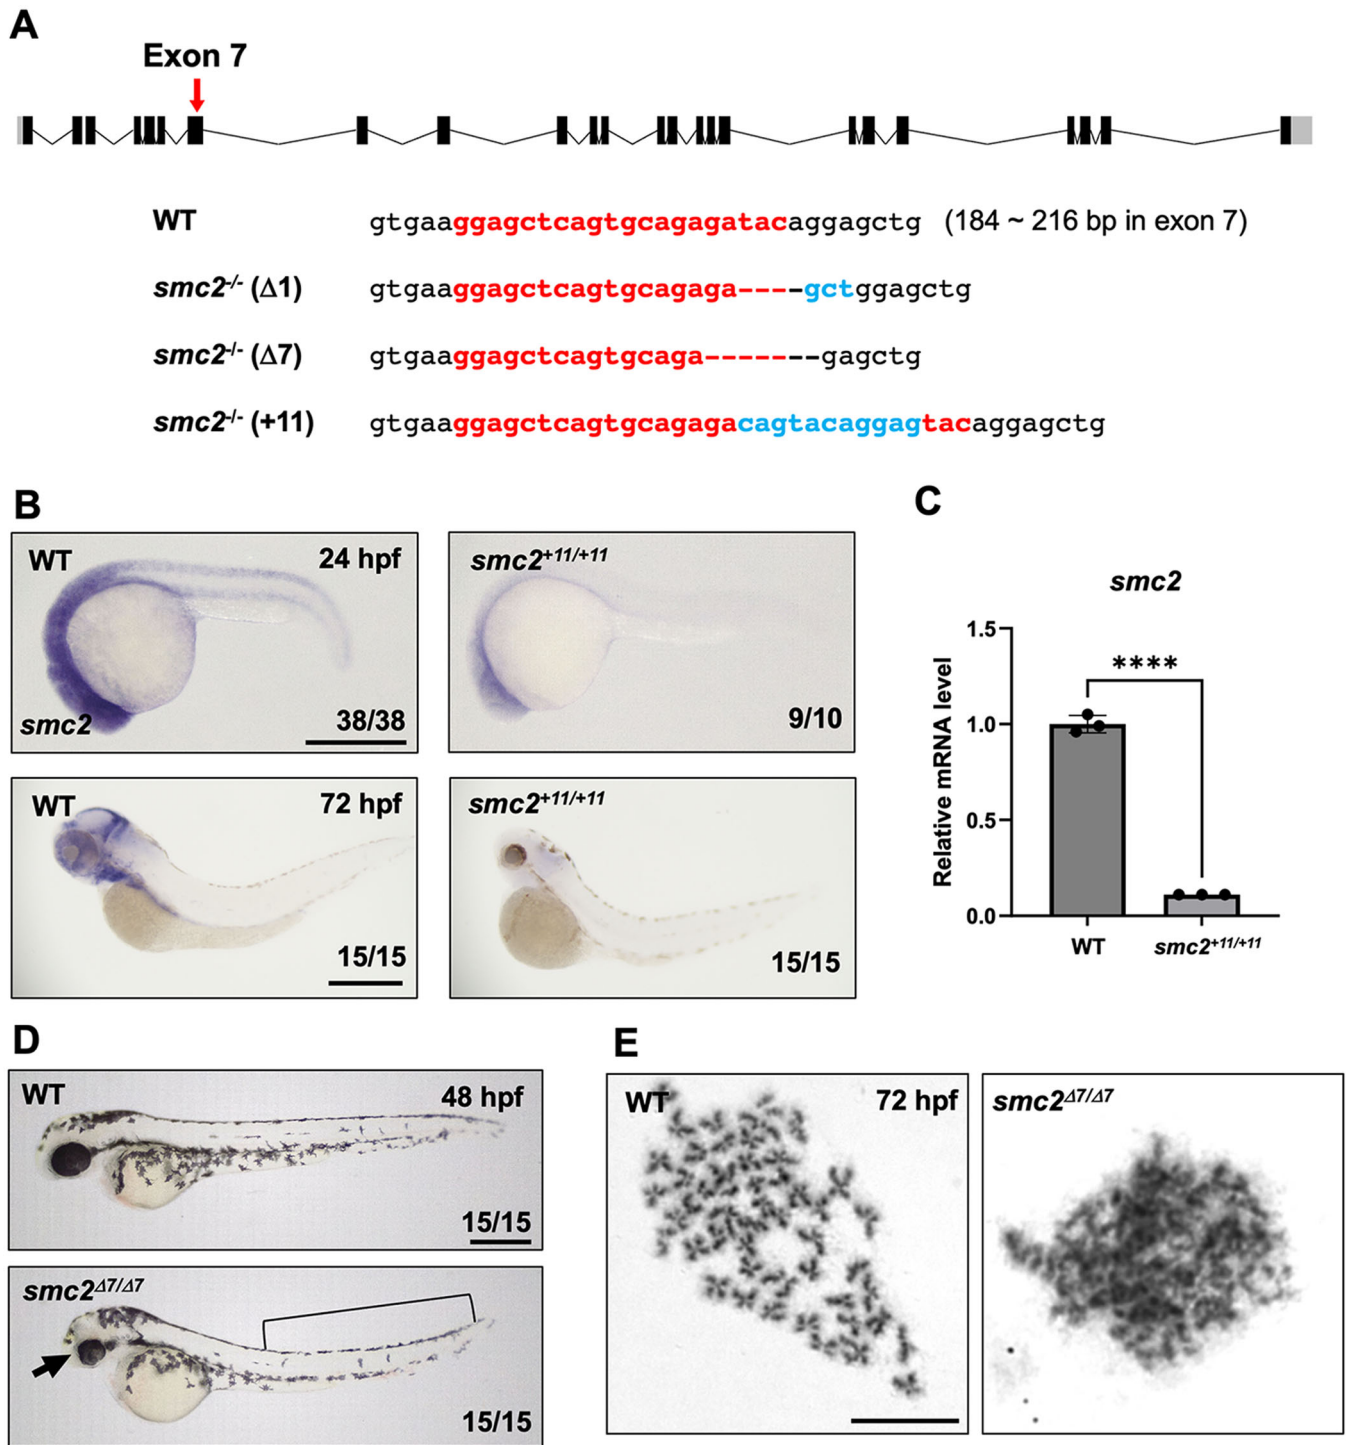 A
Exon 7
WT gtgaaggagctcagtgcagagatacaggagctg (184 ~ 216 bp in exon 7)
smc2-/- (Δ1) gtgaaggagctcagtgcagaga----gctggagctg
smc2-/- (Δ7) gtgaaggagctcagtgcaga-------gagctg
smc2-/- (+11) gtgaaggagctcagtgcagagacagtacaggagtacaggagctg
B
WT 24 hpf
smc2
38/38
smc2+11/+11
9/10
WT 72 hpf
15/15
smc2+11/+11
15/15
C
smc2
Relative mRNA level
1.5
1.0
0.5
0.0
****
WT smc2+11/+11
D
WT 48 hpf
15/15
smc2Δ7/Δ7
15/15
E
WT 72 hpf
smc2Δ7/Δ7